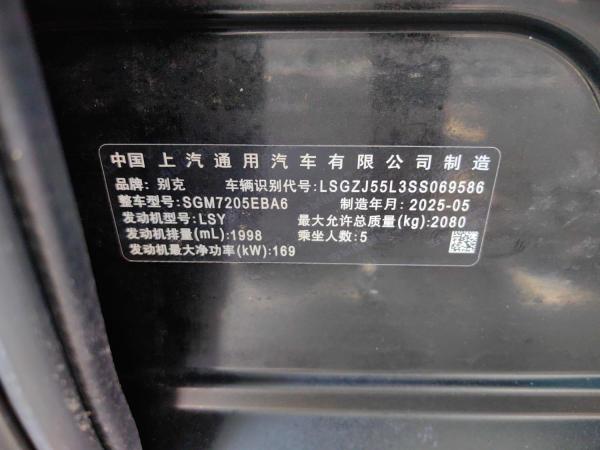 中国 上汽通用汽车有限公司制造
品牌: 别克 车辆识别代号: LSGZJ55L3SS069586
整车型号: SGM7205EBA6 制造年月: 2025-05
发动机型号: LSY 最大允许总质量(kg): 2080
发动机排量(mL): 1998 乘坐人数: 5
发动机最大净功率(kW): 169